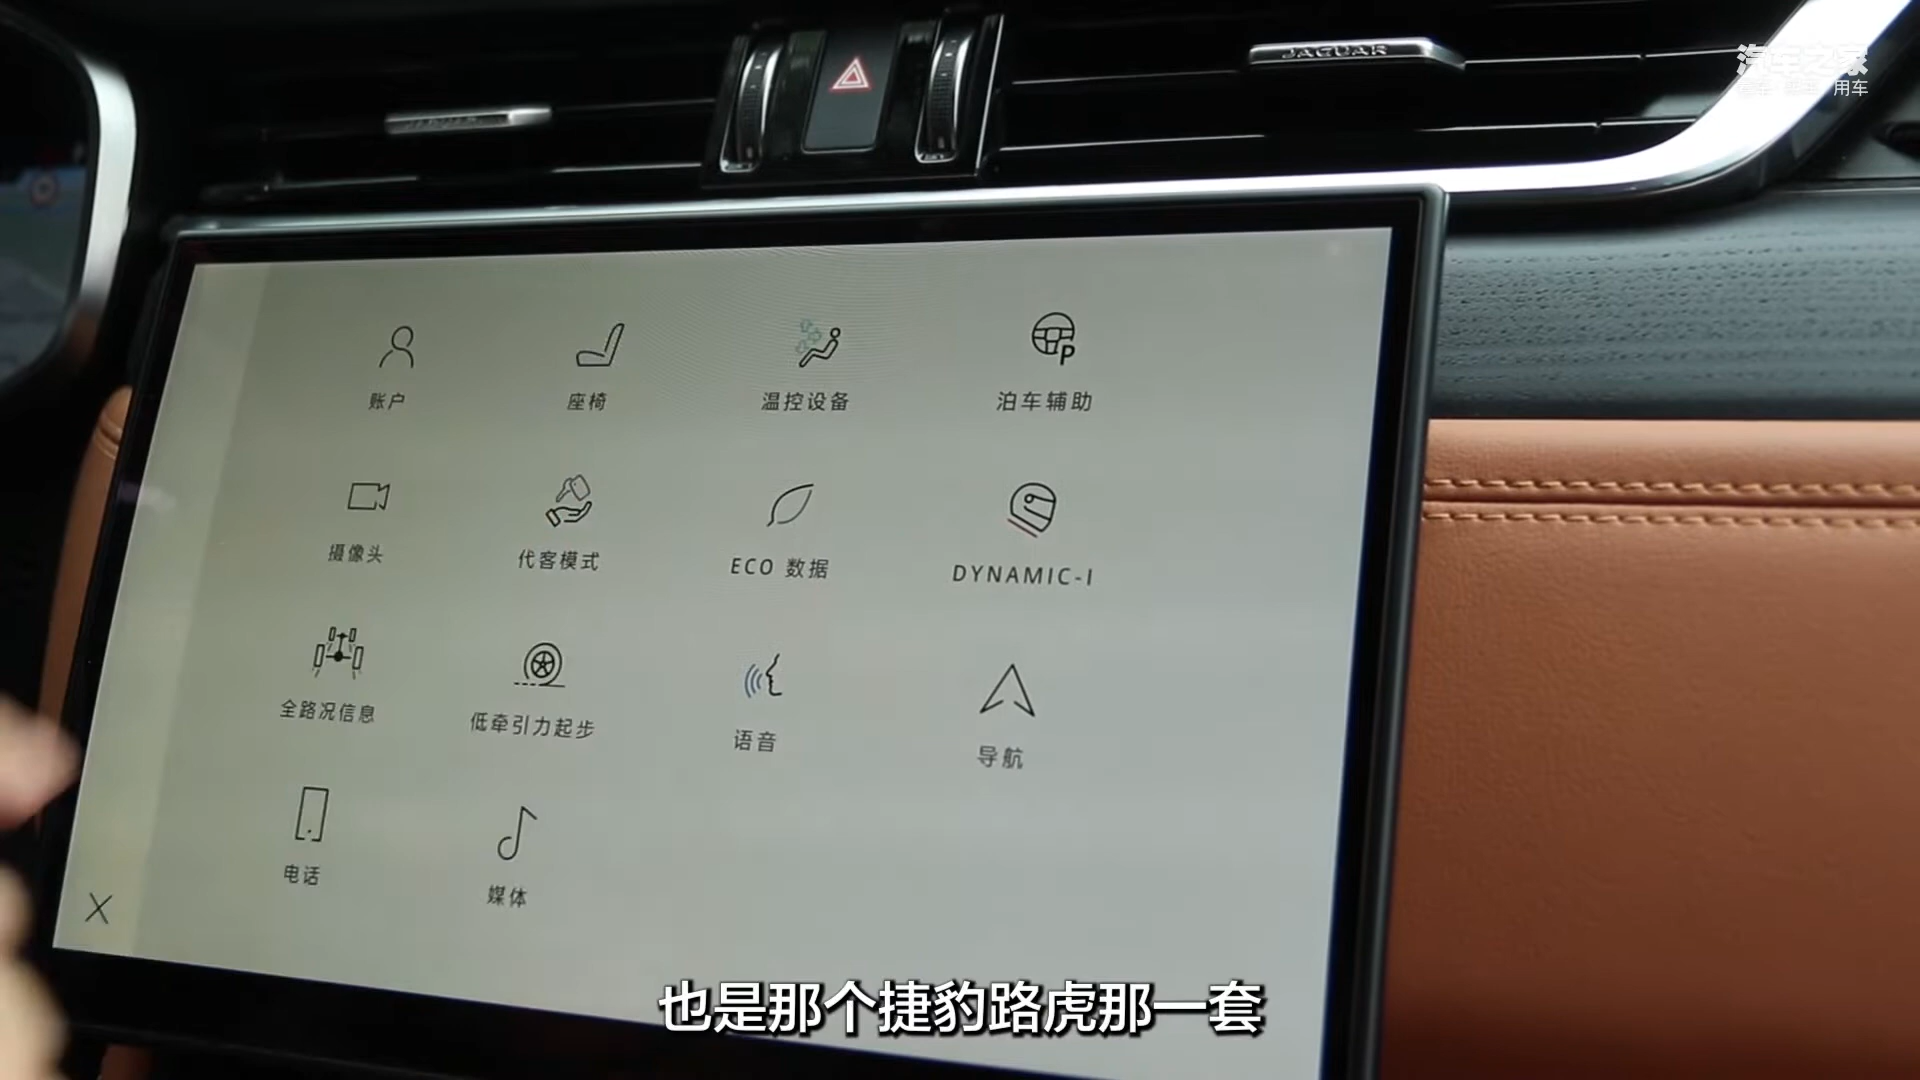 JAGUAR
JAGUAR
汽车之家
用车
账户
座椅
温控设备
P
泊车辅助
摄像头
代客模式
ECO 数据
DYNAMIC-I
全路况信息
低牵引力起步
语音
导航
电话
媒体
也是那个捷豹路虎那一套